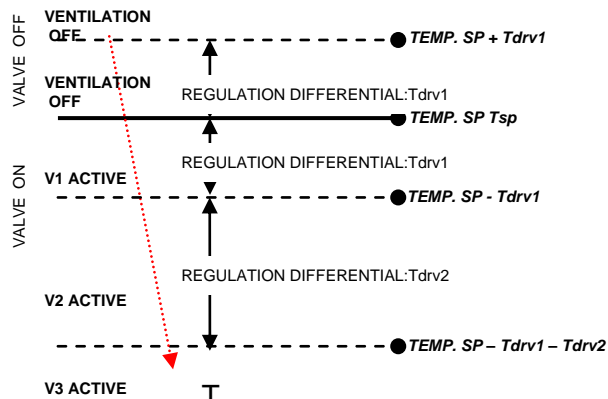 VALVE OFF
VENTILATION
OFF
TEMP. SP + Tdrv1
REGULATION DIFFERENTIAL:Tdrv1
VENTILATION
OFF
TEMP. SP Tsp
REGULATION DIFFERENTIAL:Tdrv1
VALVE ON
V1 ACTIVE
TEMP. SP - Tdrv1
REGULATION DIFFERENTIAL:Tdrv2
V2 ACTIVE
TEMP. SP – Tdrv1 – Tdrv2
V3 ACTIVE